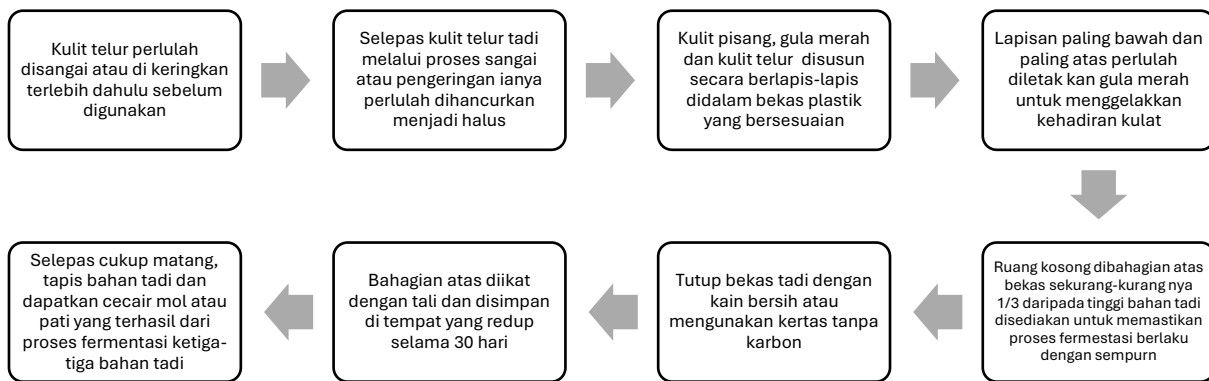 Kulit telur perlulah
disangai atau di keringkan
terlebih dahulu sebelum
digunakan
Selepas kulit telur tadi
melalui proses sangai
atau pengeringan ianya
perlulah dihancurkan
menjadi halus
Kulit pisang, gula merah
dan kulit telur disusun
secara berlapis-lapis
didalam bekas plastik
yang bersesuaian
Lapisan paling bawah dan
paling atas perlulah
diletak kan gula merah
untuk menggelakkan
kehadiran kulat
Ruang kosong dibahagian atas
bekas sekurang-kurang nya
1/3 daripada tinggi bahan tadi
disediakan untuk memastikan
proses fermestasi berlaku
dengan sempurn
Tutup bekas tadi dengan
kain bersih atau
mengunakan kertas tanpa
karbon
Bahagian atas diikat
dengan tali dan disimpan
di tempat yang redup
selama 30 hari
Selepas cukup matang,
tapis bahan tadi dan
dapatkan cecair mol atau
pati yang terhasil dari
proses fermentasi ketiga-
tiga bahan tadi